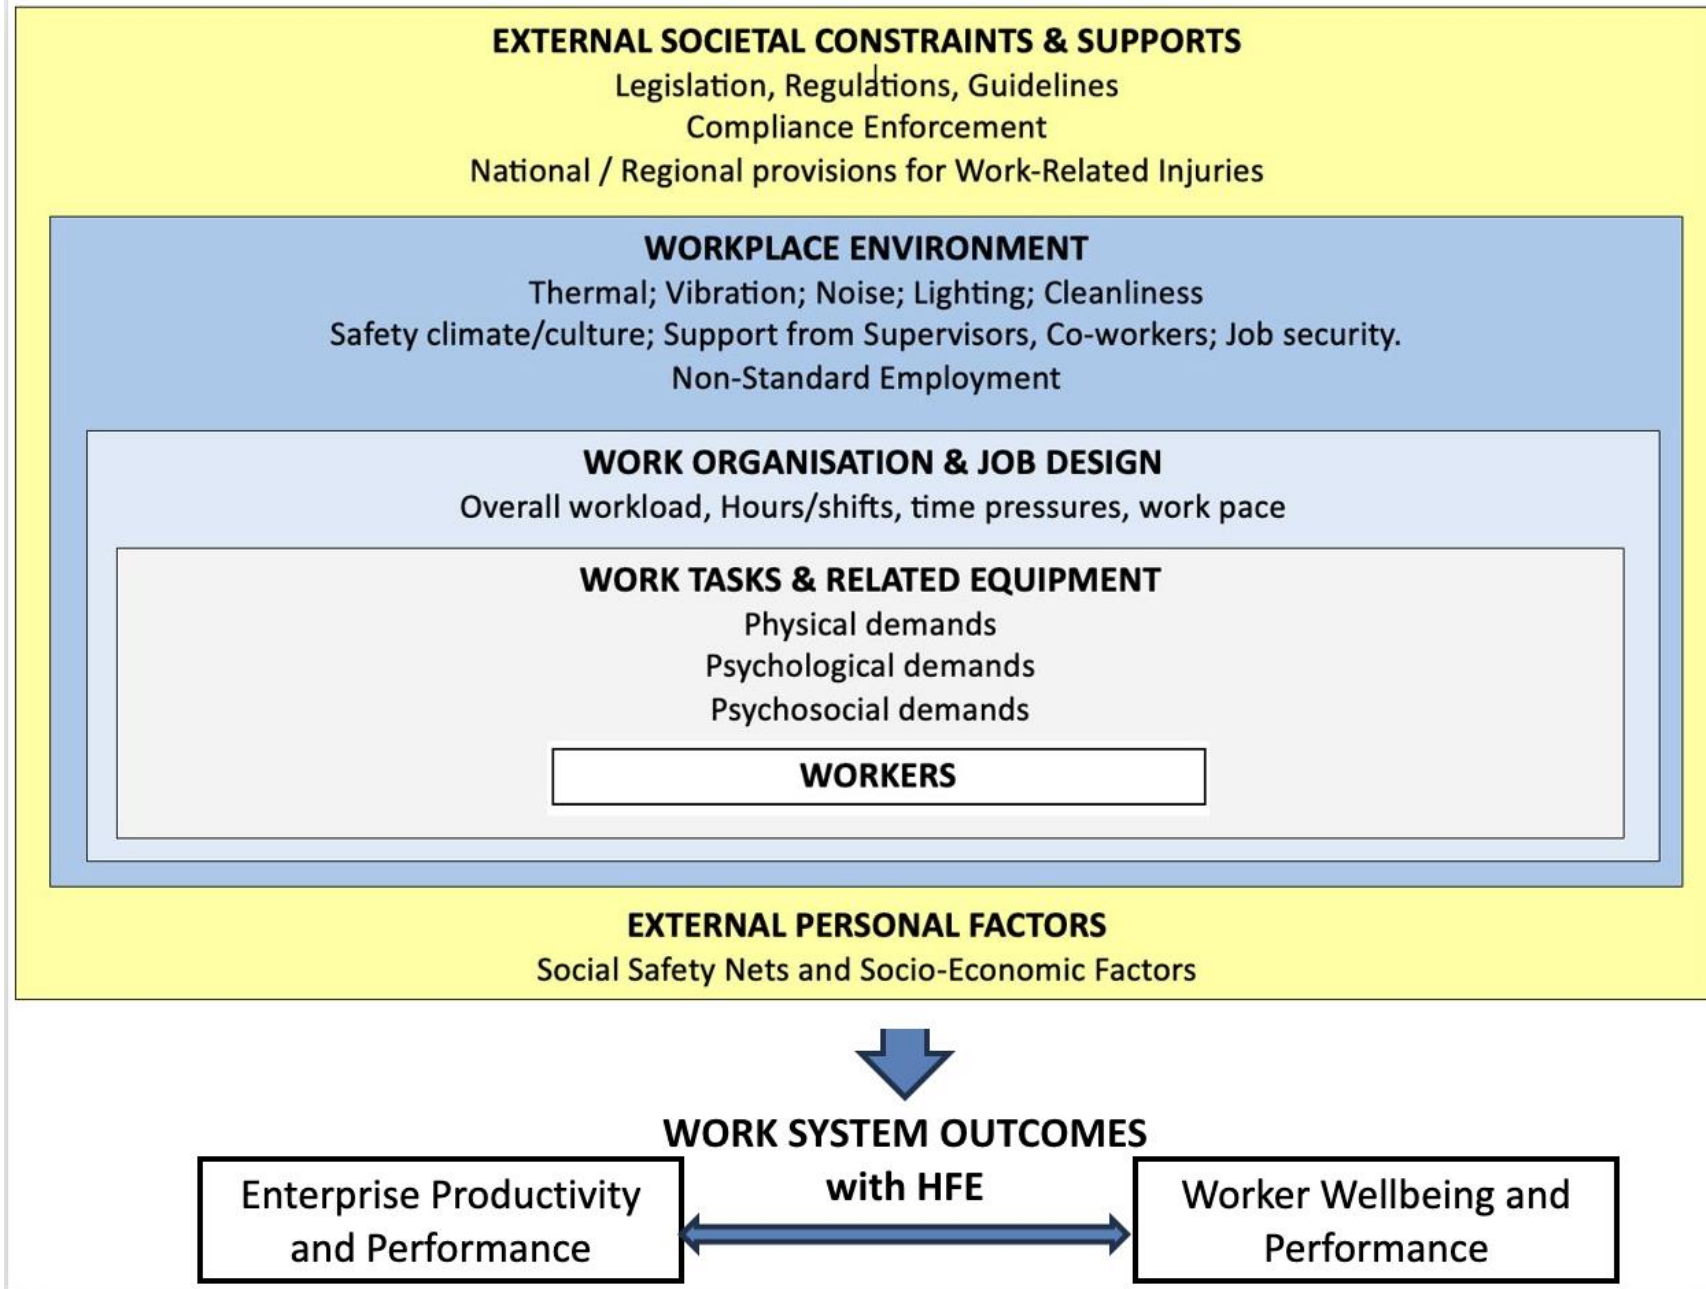 EXTERNAL SOCIETAL CONSTRAINTS & SUPPORTS
Legislation, Regulations, Guidelines
Compliance Enforcement
National / Regional provisions for Work-Related Injuries
WORKPLACE ENVIRONMENT
Thermal; Vibration; Noise; Lighting; Cleanliness
Safety climate/culture; Support from Supervisors, Co-workers; Job security.
Non-Standard Employment
WORK ORGANISATION & JOB DESIGN
Overall workload, Hours/shifts, time pressures, work pace
WORK TASKS & RELATED EQUIPMENT
Physical demands
Psychological demands
Psychosocial demands
WORKERS
EXTERNAL PERSONAL FACTORS
Social Safety Nets and Socio-Economic Factors
WORK SYSTEM OUTCOMES
with HFE
Enterprise Productivity
and Performance
Worker Wellbeing and
Performance